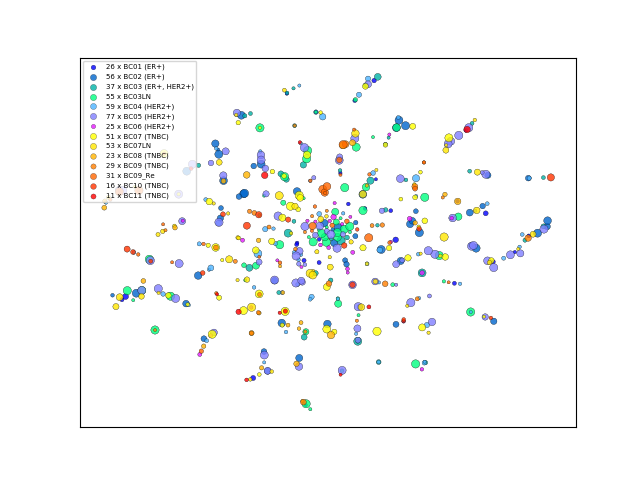 26 x BC01 (ER+)
56 x BC02 (ER+)
37 x BC03 (ER+, HER2+)
55 x BC03LN
59 x BC04 (HER2+)
77 x BC05 (HER2+)
25 x BC06 (HER2+)
51 x BC07 (TNBC)
53 x BC07LN
23 x BC08 (TNBC)
29 x BC09 (TNBC)
31 x BC09_Re
16 x BC10 (TNBC)
11 x BC11 (TNBC)